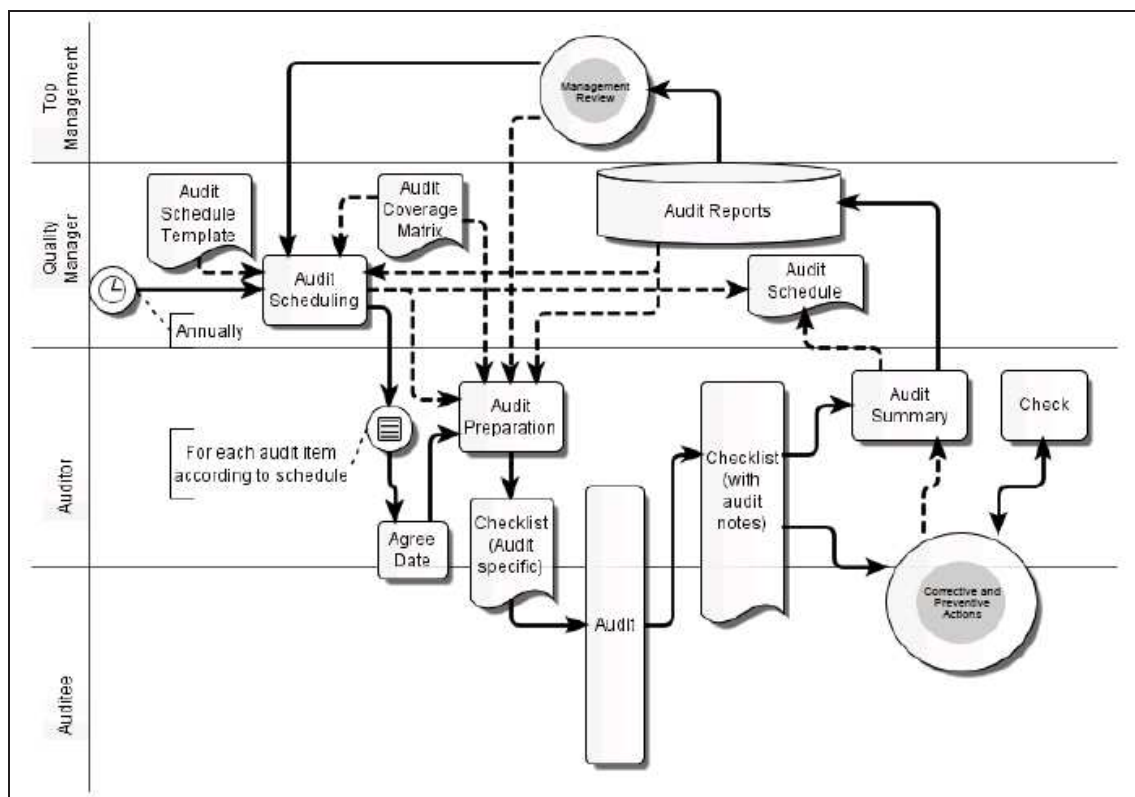 Top
Management
Management
Review
Quality
Manager
Audit
Schedule
Template
Audit
Coverage
Matrix
Audit Reports
Audit
Scheduling
Audit
Schedule
Annually
Auditor
For each audit item
according to schedule
Audit
Preparation
Agree
Date
Checklist
(Audit
specific)
Checklist
(with
audit
notes)
Audit
Summary
Check
Auditee
Audit
Corrective and
Preventive
Actions